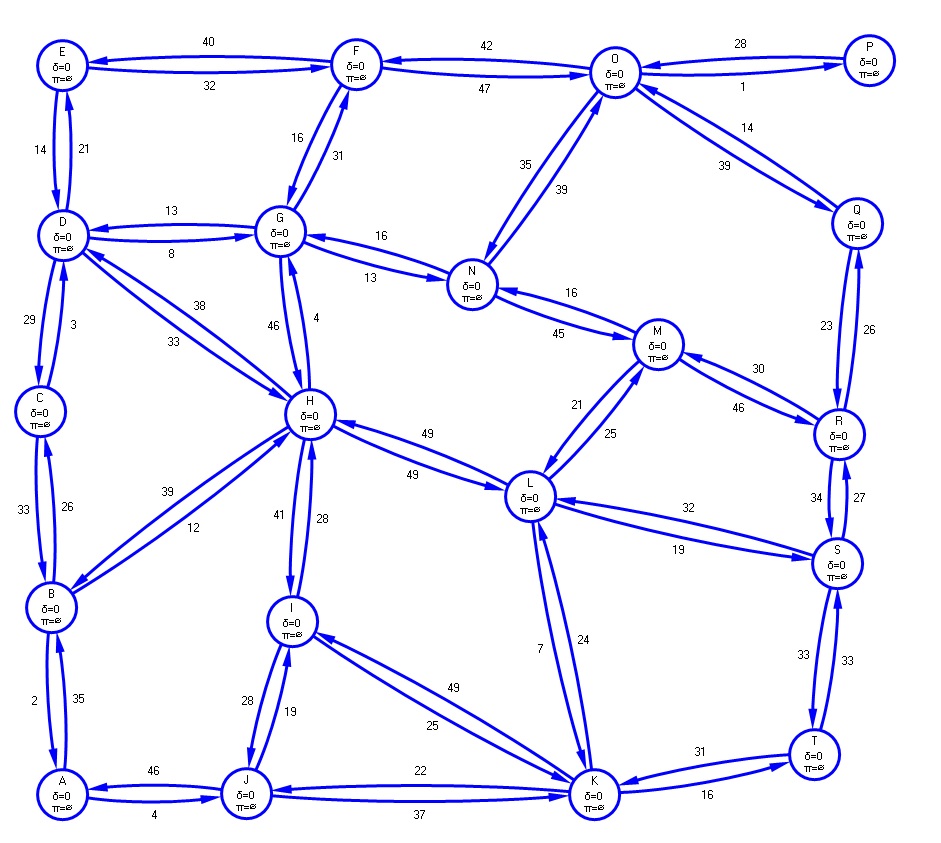 40
42
28
E
δ=0
π=∅
F
δ=0
π=∅
O
δ=0
π=∅
P
δ=0
π=∅
32
47
1
14
21
16
31
35
39
14
39
13
D
δ=0
π=∅
G
δ=0
π=∅
Q
δ=0
π=∅
8
16
13
N
δ=0
π=∅
38
33
46
4
16
45
M
δ=0
π=∅
23
26
29
3
30
46
C
δ=0
π=∅
H
δ=0
π=∅
R
δ=0
π=∅
21
25
49
49
L
δ=0
π=∅
39
12
33
26
41
28
34
27
32
19
S
δ=0
π=∅
B
δ=0
π=∅
I
δ=0
π=∅
7
24
33
33
2
35
28
19
49
25
T
δ=0
π=∅
46
22
31
A
δ=0
π=∅
J
δ=0
π=∅
K
δ=0
π=∅
4
37
16